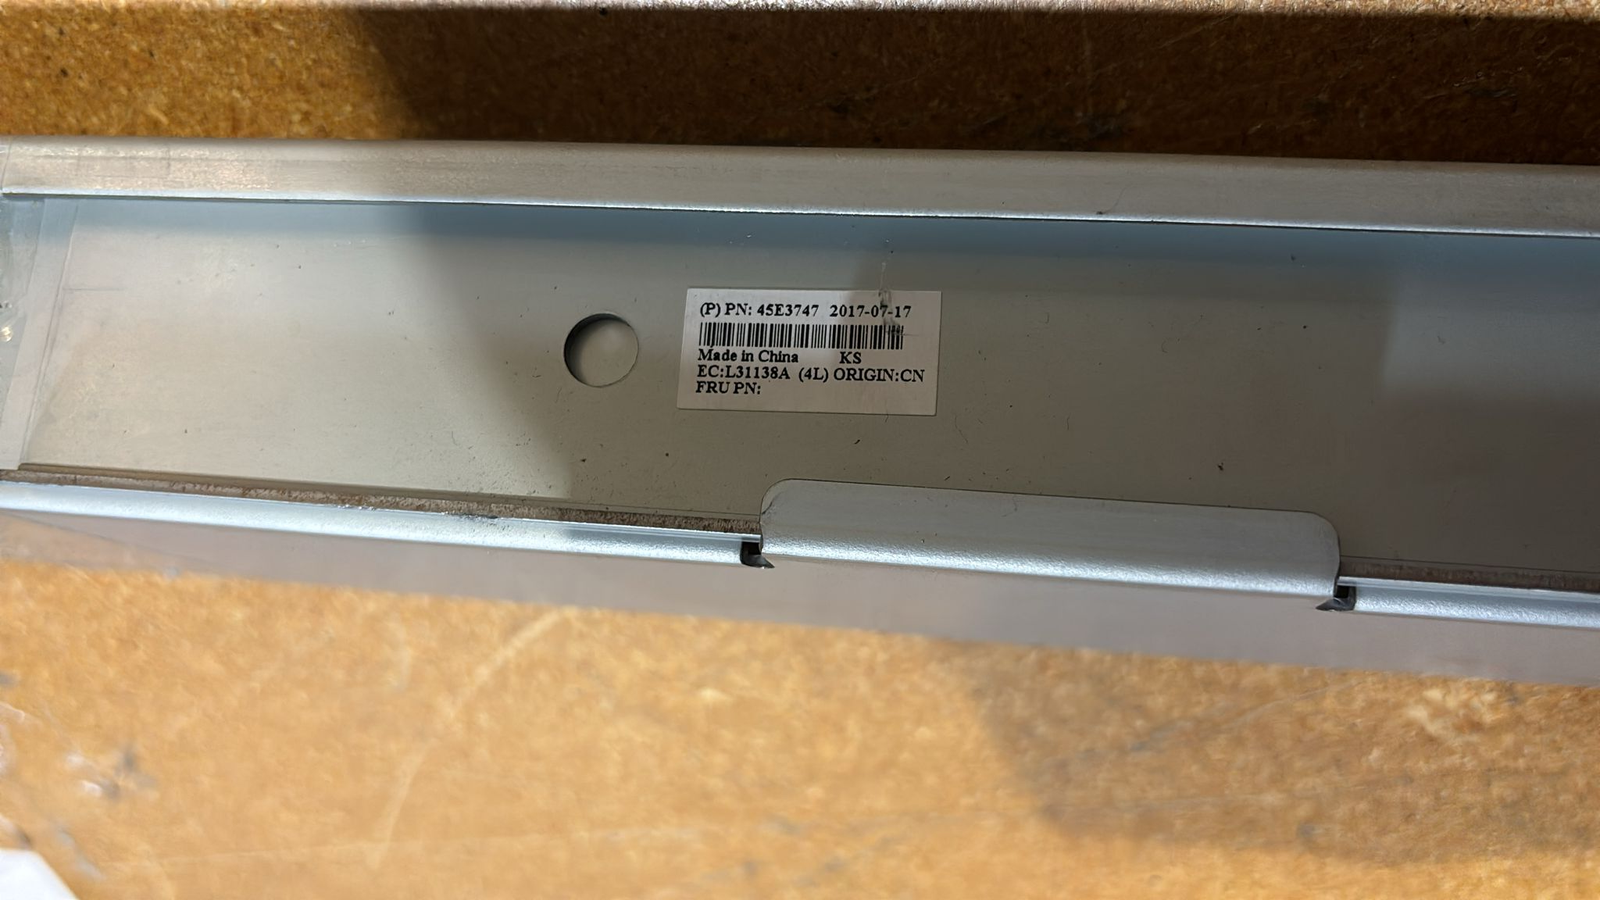 (P) PN: 45E3747 2017-07-17
Made in China KS
EC:L31138A (4L) ORIGIN:CN
FRU PN: